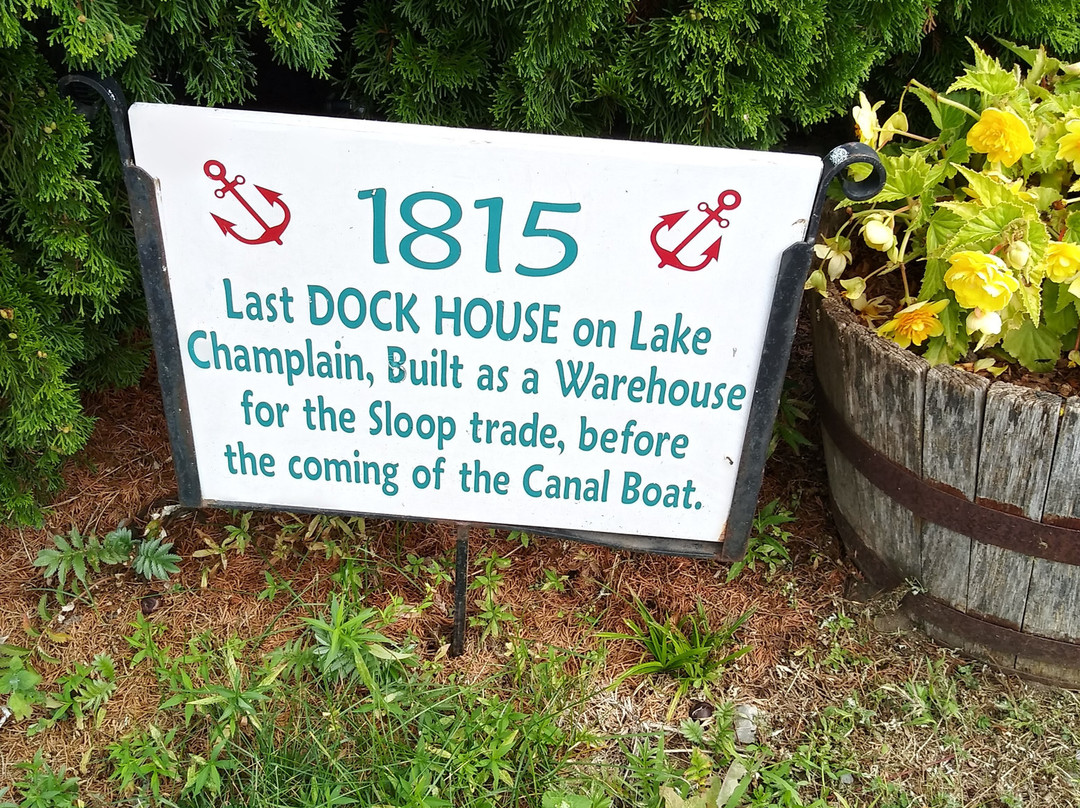 1815
Last DOCK HOUSE on Lake
Champlain, Built as a Warehouse
for the Sloop trade, before
the coming of the Canal Boat.